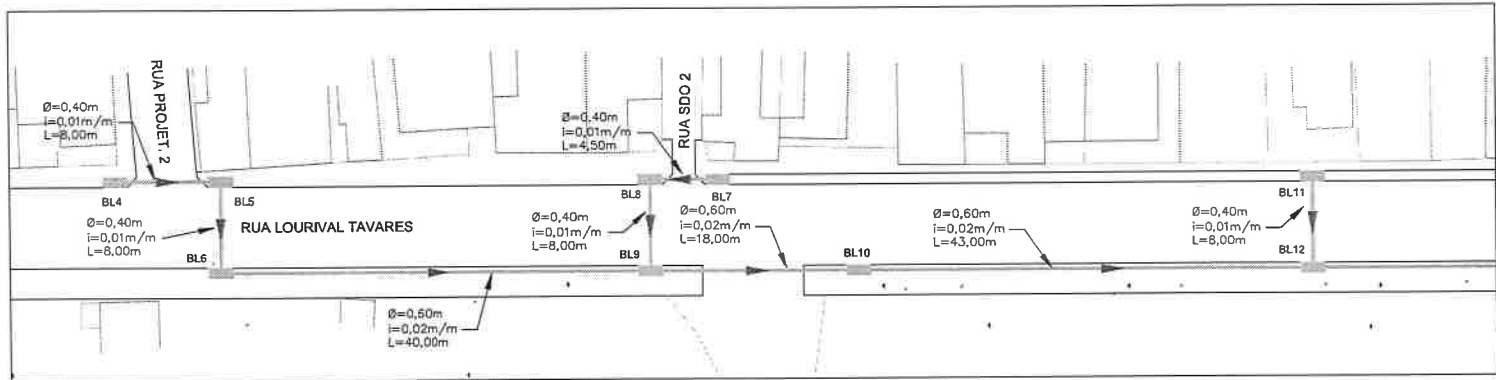 Ø=0,40m
i=0,01m/m
L=8,00m
RUA PROJET. 2
Ø=0,40m
i=0,01m/m
L=4,50m
RUA SDO 2
BL4
BL5
BL8
BL7
BL11
Ø=0,40m
i=0,01m/m
L=8,00m
RUA LOURIVAL TAVARES
Ø=0,40m
i=0,01m/m
L=8,00m
Ø=0,60m
i=0,02m/m
L=18,00m
Ø=0,60m
i=0,02m/m
L=43,00m
Ø=0,40m
i=0,01m/m
L=8,00m
BL6
BL9
BL10
BL12
Ø=0,50m
i=0,02m/m
L=40,00m